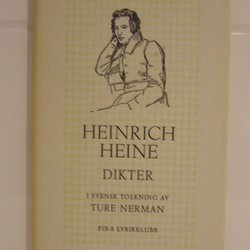 HEINRICH
HEINE
DIKTER
I SVENSK TOLKNING AV
TURE NERMAN
FIB:S LYRIKKLUBB